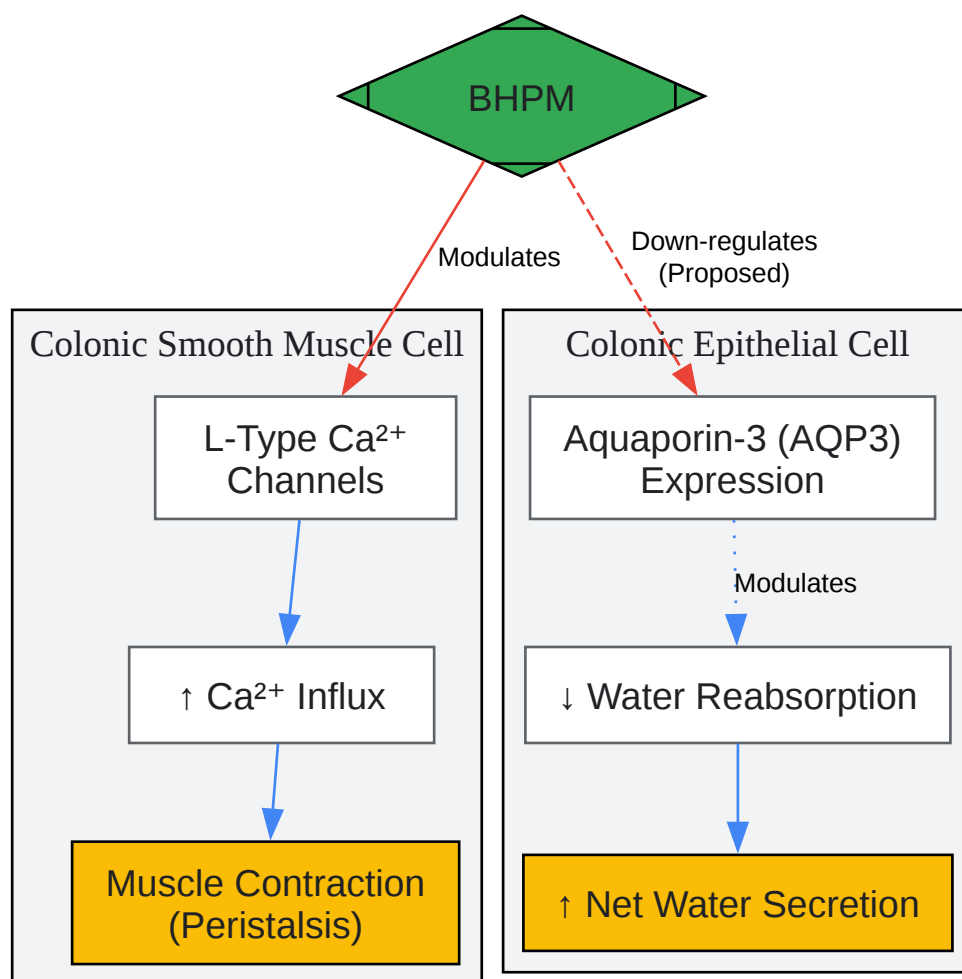 BHPM
Modulates
Down-regulates
(Proposed)
Colonic Smooth Muscle Cell
L-Type Ca²⁺
Channels
↑ Ca²⁺ Influx
Muscle Contraction
(Peristalsis)
Colonic Epithelial Cell
Aquaporin-3 (AQP3)
Expression
Modulates
↓ Water Reabsorption
↑ Net Water Secretion